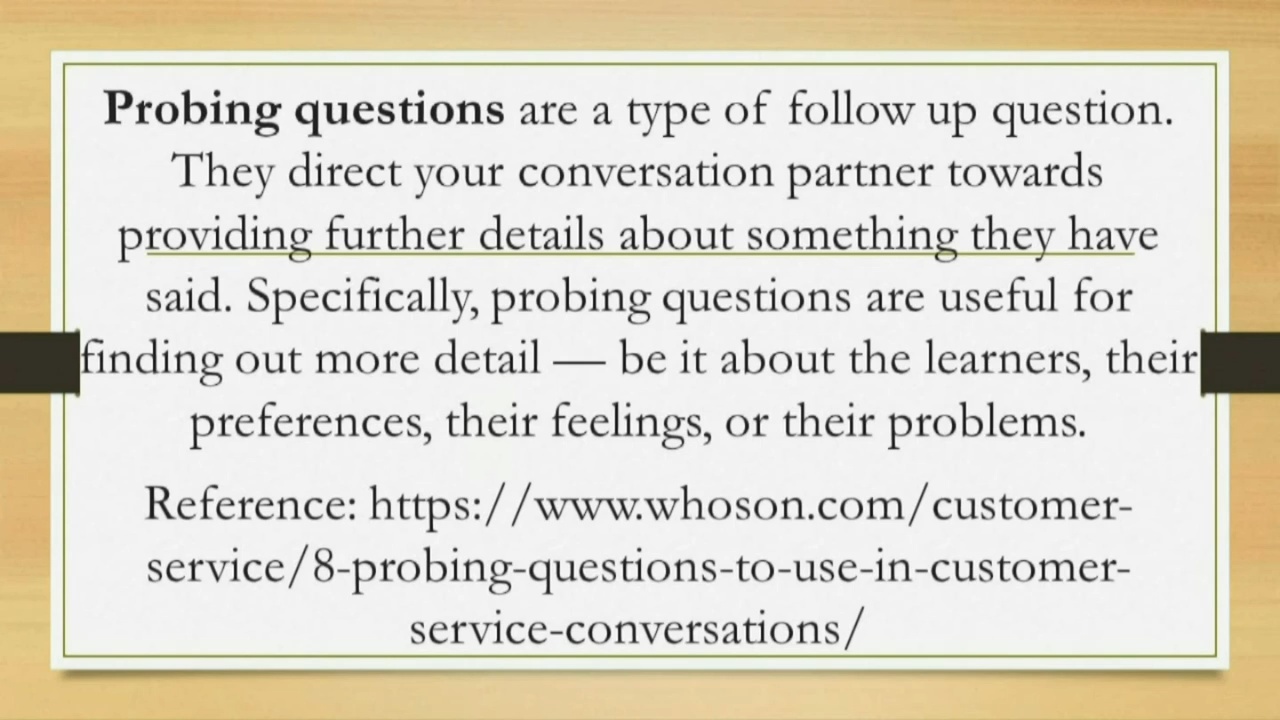 Probing questions are a type of follow up question.
They direct your conversation partner towards
providing further details about something they have
said. Specifically, probing questions are useful for
finding out more detail — be it about the learners, their
preferences, their feelings, or their problems.
Reference: https://www.whoson.com/customer-
service/8-probing-questions-to-use-in-customer-
service-conversations/